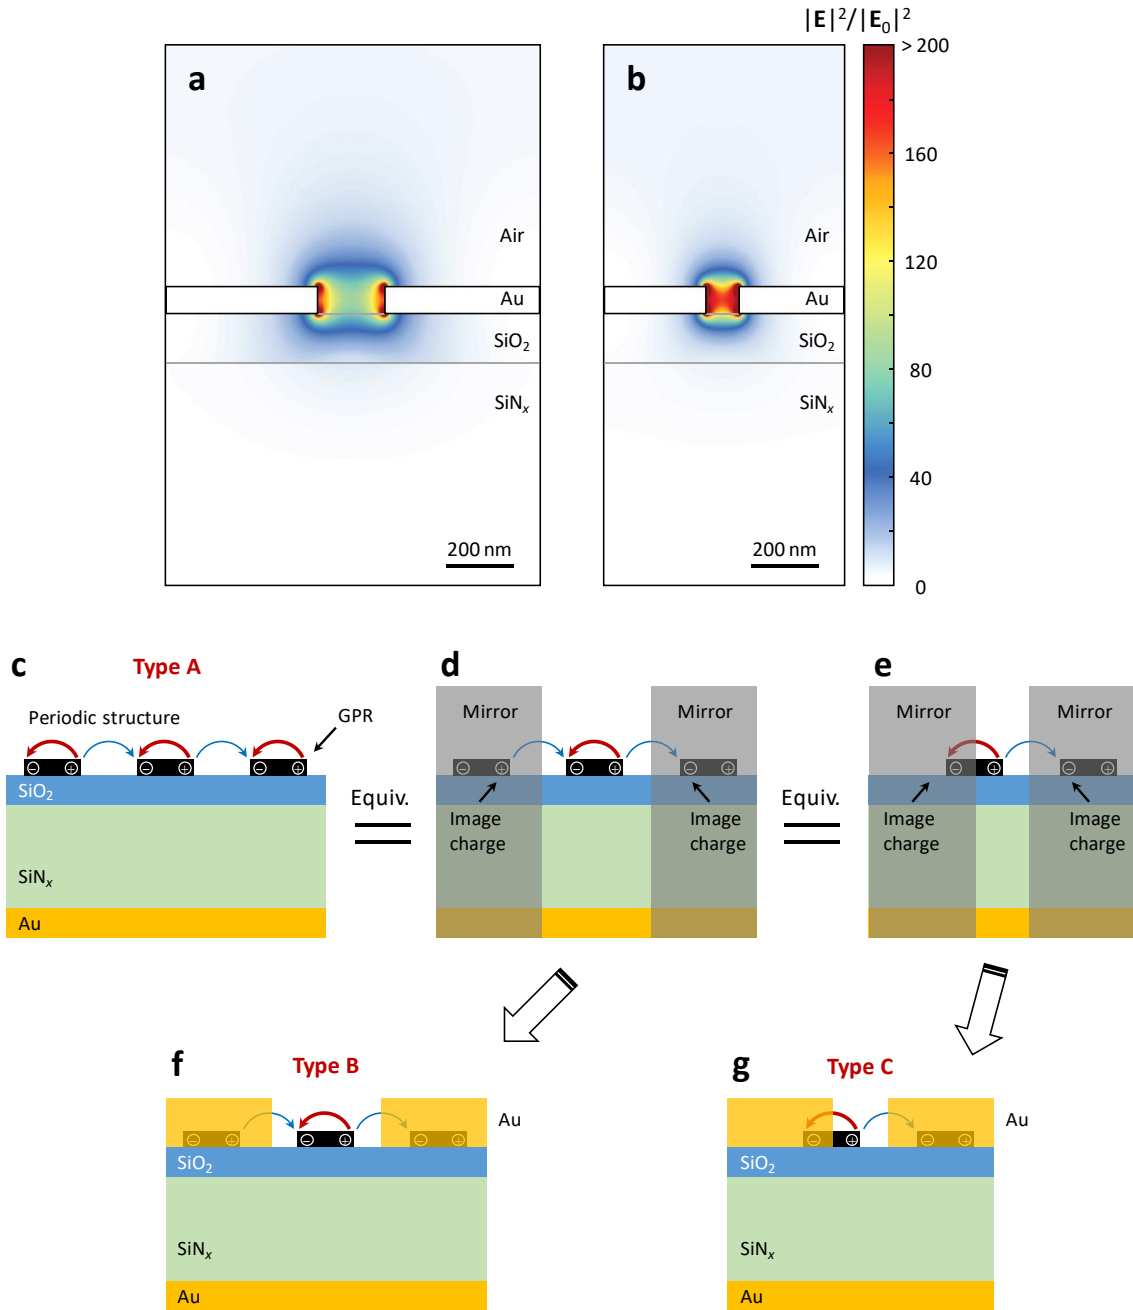 |E|²/|E₀|²
a
b
> 200
160
120
80
40
0
Air
Au
SiO₂
SiNₓ
200 nm
Air
Au
SiO₂
SiNₓ
200 nm
c
Type A
Periodic structure
GPR
− + − + − +
SiO₂
SiNₓ
Au
Equiv.
d
Mirror
Mirror
− + − + − +
Image
charge
Image
charge
Equiv.
e
Mirror
Mirror
− + − +
Image
charge
Image
charge
f
Type B
Au
− + − + − +
SiO₂
SiNₓ
Au
g
Type C
Au
− + − +
SiO₂
SiNₓ
Au